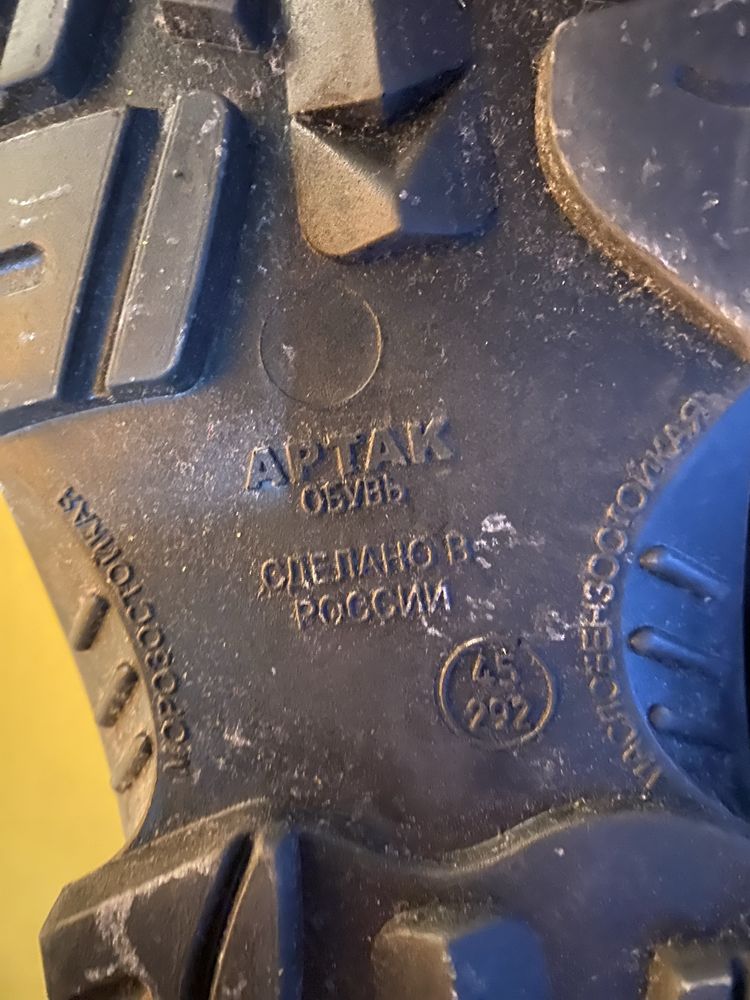 АРТАК
ОБУВЬ
СДЕЛАНО В
РОССИИ
45
292
МОРОЗОСТОЙКАЯ
МАСЛОБЕНЗОСТОЙКАЯ